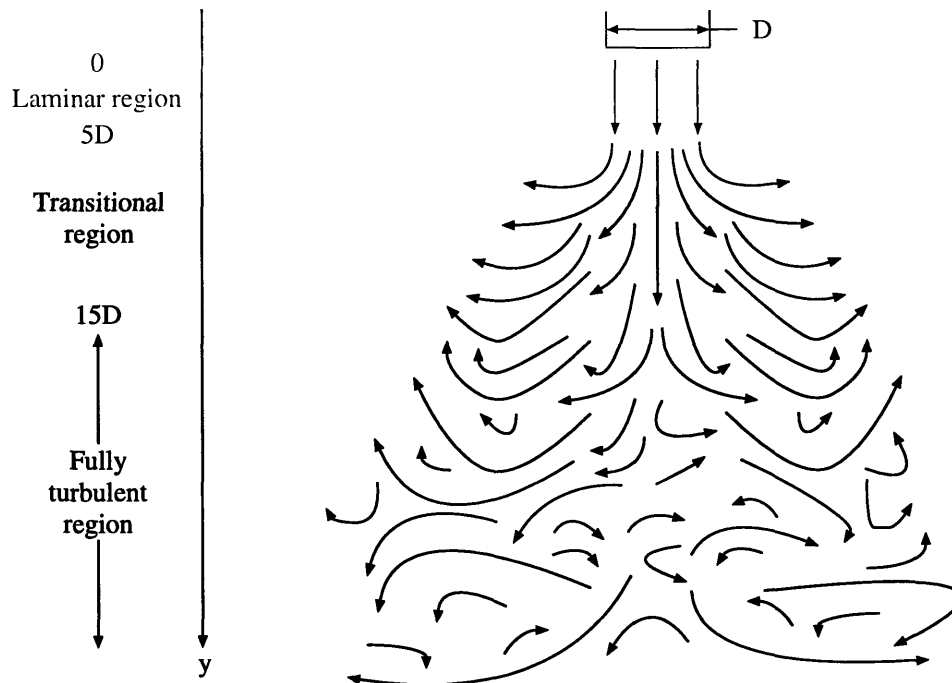 D
0
Laminar region
5D
Transitional
region
15D
Fully
turbulent
region
y